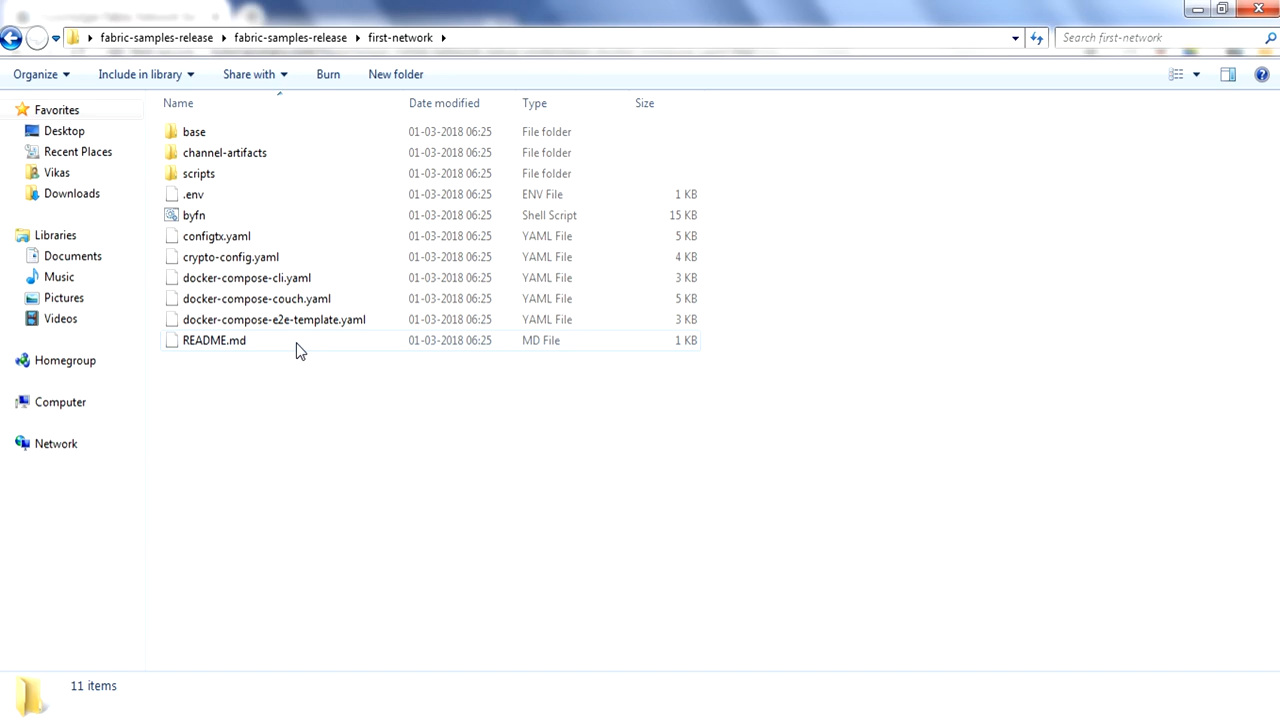 fabric-samples-release fabric-samples-release first-network Search first-network
Organize Include in library Share with Burn New folder
Favorites
Desktop
Recent Places
Vikas
Downloads
Libraries
Documents
Music
Pictures
Videos
Homegroup
Computer
Network
Name Date modified Type Size
base 01-03-2018 06:25 File folder
channel-artifacts 01-03-2018 06:25 File folder
scripts 01-03-2018 06:25 File folder
.env 01-03-2018 06:25 ENV File 1 KB
byfn 01-03-2018 06:25 Shell Script 15 KB
configtx.yaml 01-03-2018 06:25 YAML File 5 KB
crypto-config.yaml 01-03-2018 06:25 YAML File 4 KB
docker-compose-cli.yaml 01-03-2018 06:25 YAML File 3 KB
docker-compose-couch.yaml 01-03-2018 06:25 YAML File 5 KB
docker-compose-e2e-template.yaml 01-03-2018 06:25 YAML File 3 KB
README.md 01-03-2018 06:25 MD File 1 KB
11 items